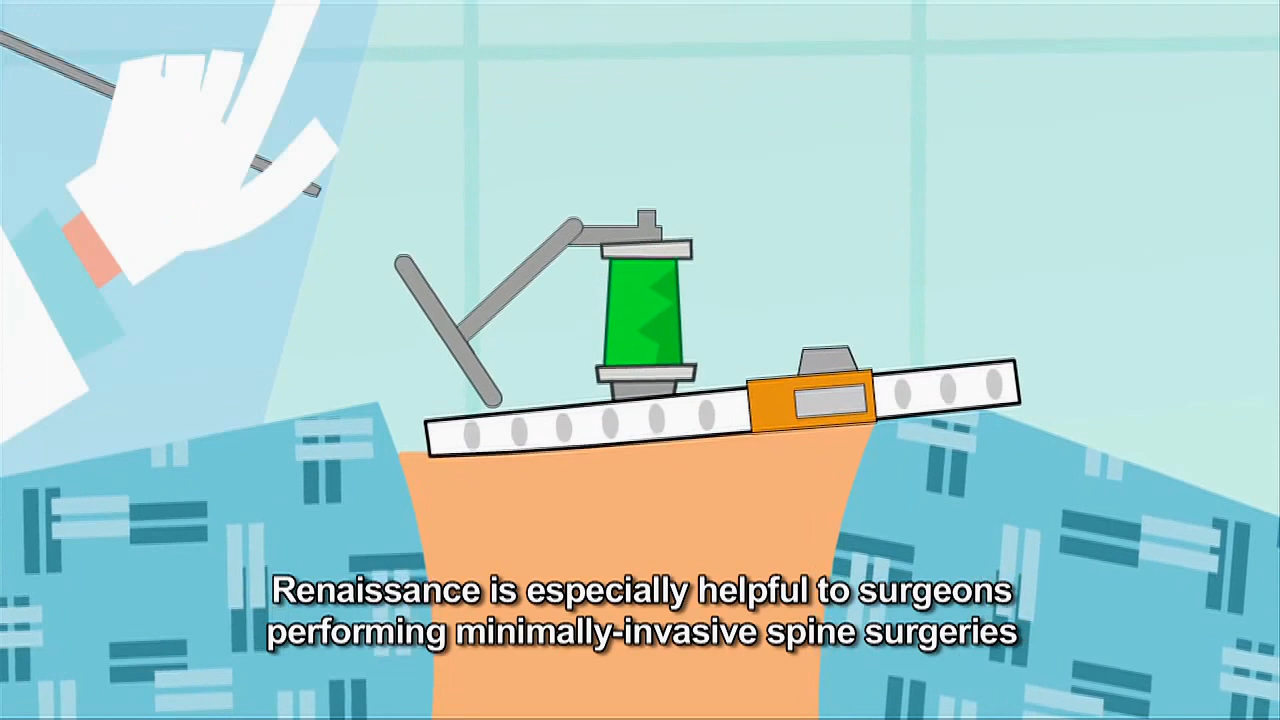 Renaissance is especially helpful to surgeons
performing minimally-invasive spine surgeries